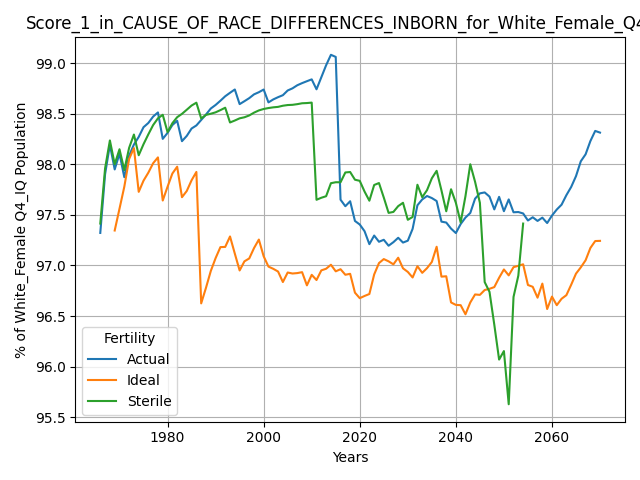 Score_1_in_CAUSE_OF_RACE_DIFFERENCES_INBORN_for_White_Female_Q4
99.0
98.5
98.0
97.5
97.0
96.5
96.0
95.5
% of White_Female Q4_IQ Population
Fertility
Actual
Ideal
Sterile
1980
2000
2020
2040
2060
Years